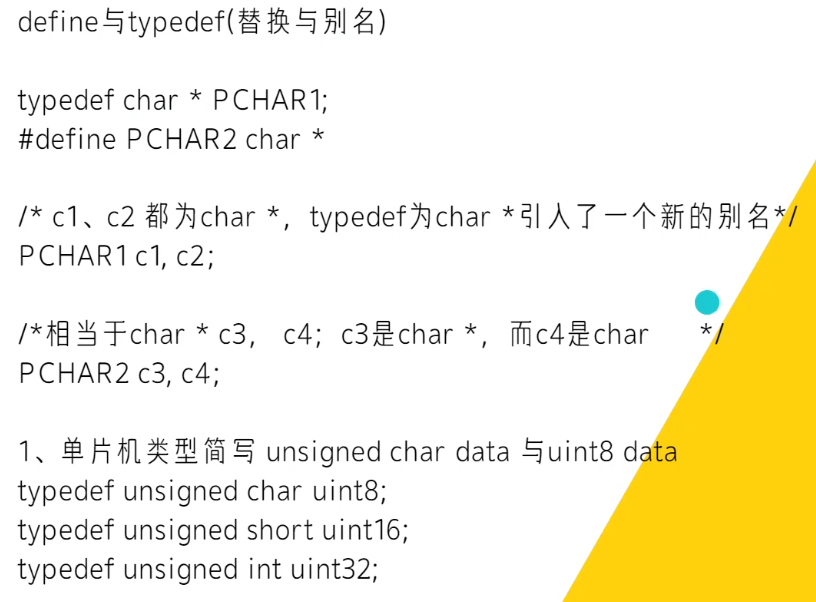 define与typedef(替换与别名)
typedef char * PCHAR1;
#define PCHAR2 char *
/* c1、c2 都为char *，typedef为char *引入了一个新的别名*/
PCHAR1 c1, c2;
/*相当于char * c3， c4；c3是char *，而c4是char */
PCHAR2 c3, c4;
1、单片机类型简写 unsigned char data 与uint8 data
typedef unsigned char uint8;
typedef unsigned short uint16;
typedef unsigned int uint32;